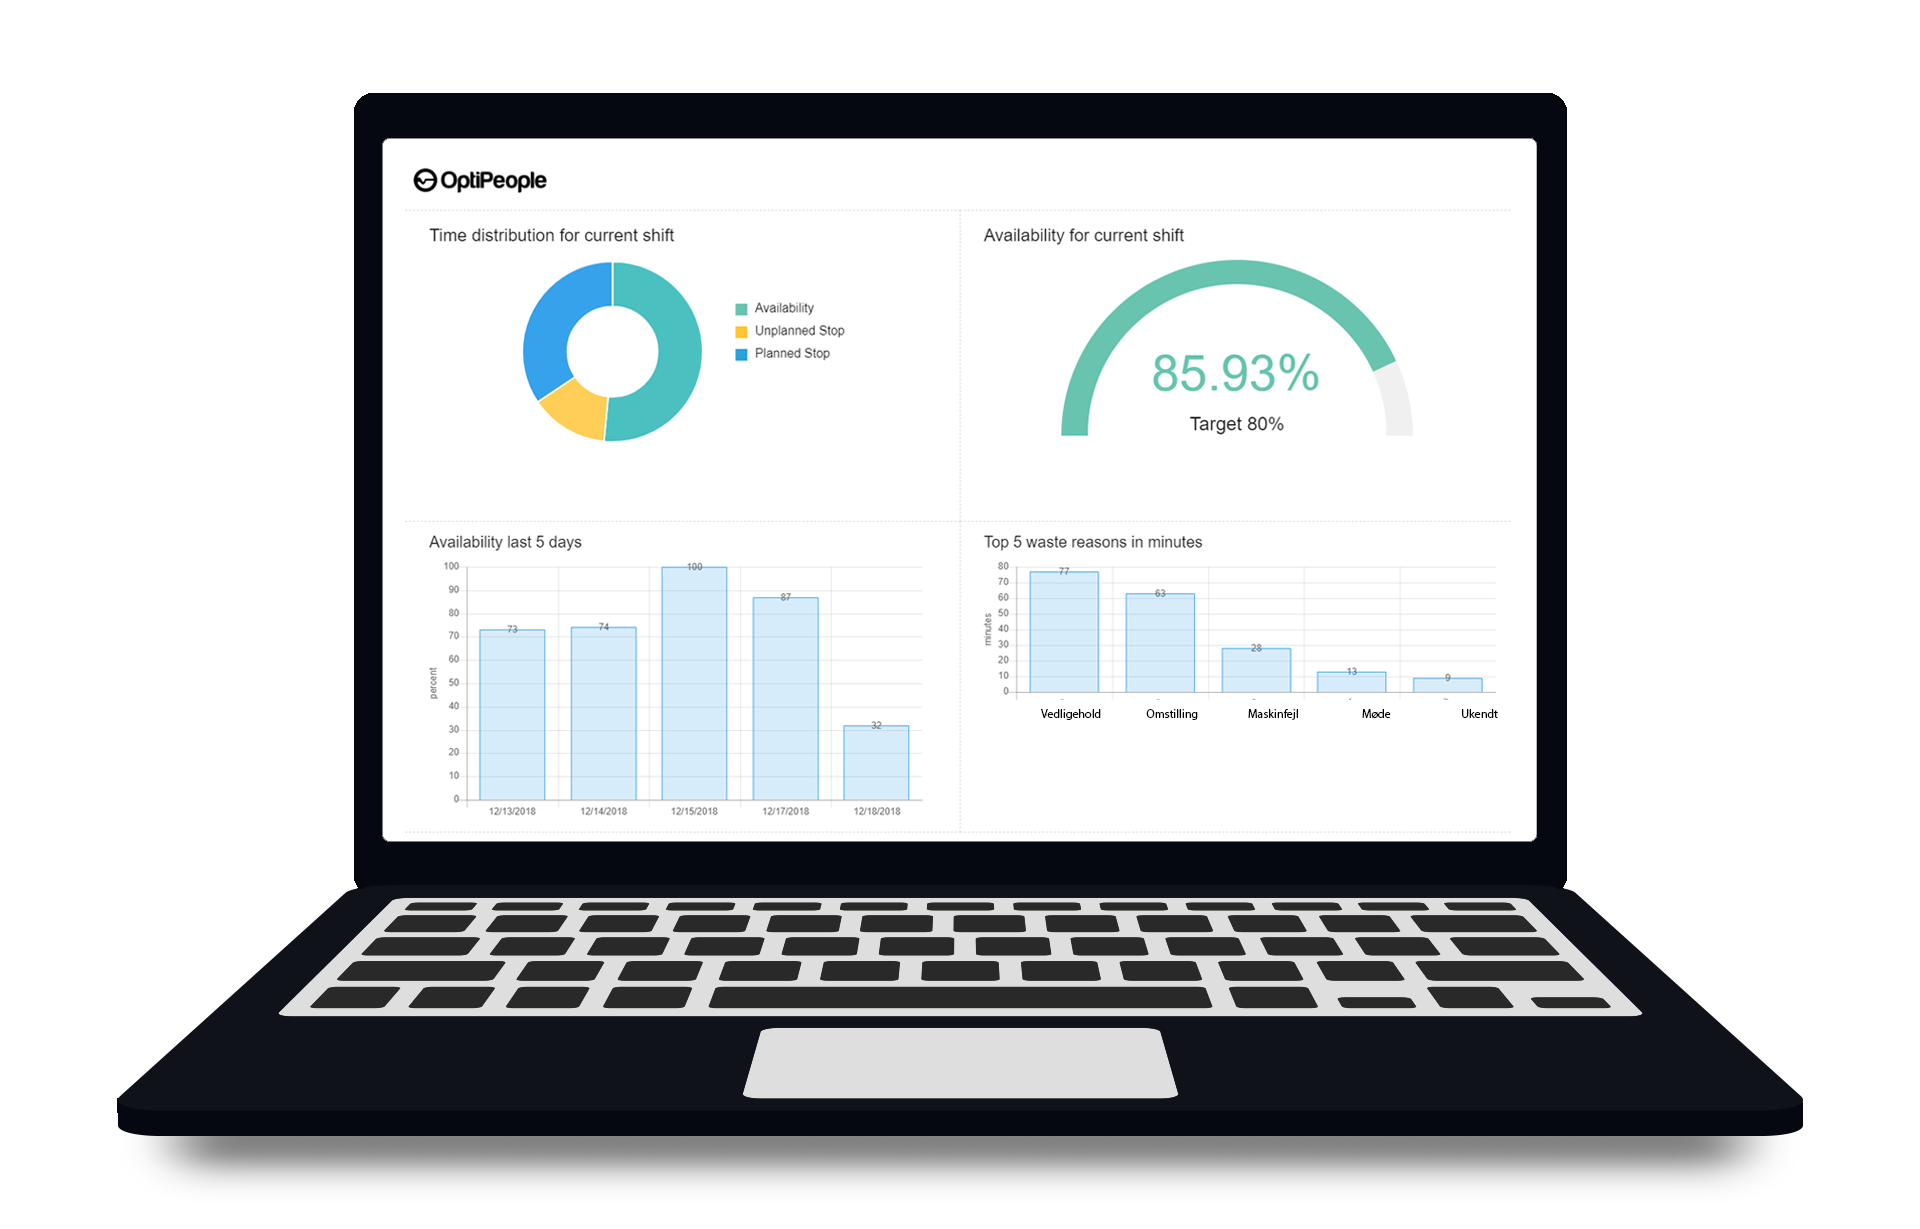 OptiPeople
Time distribution for current shift
Availability
Unplanned Stop
Planned Stop
Availability for current shift
85.93%
Target 80%
Availability last 5 days
percent
100
90
80
70
60
50
40
30
20
10
0
73
74
100
87
32
12/13/2018 12/14/2018 12/15/2018 12/17/2018 12/18/2018
Top 5 waste reasons in minutes
minutes
80
70
60
50
40
30
20
10
0
77
63
28
13
9
Vedligehold Omstilling Maskinfejl Møde Ukendt